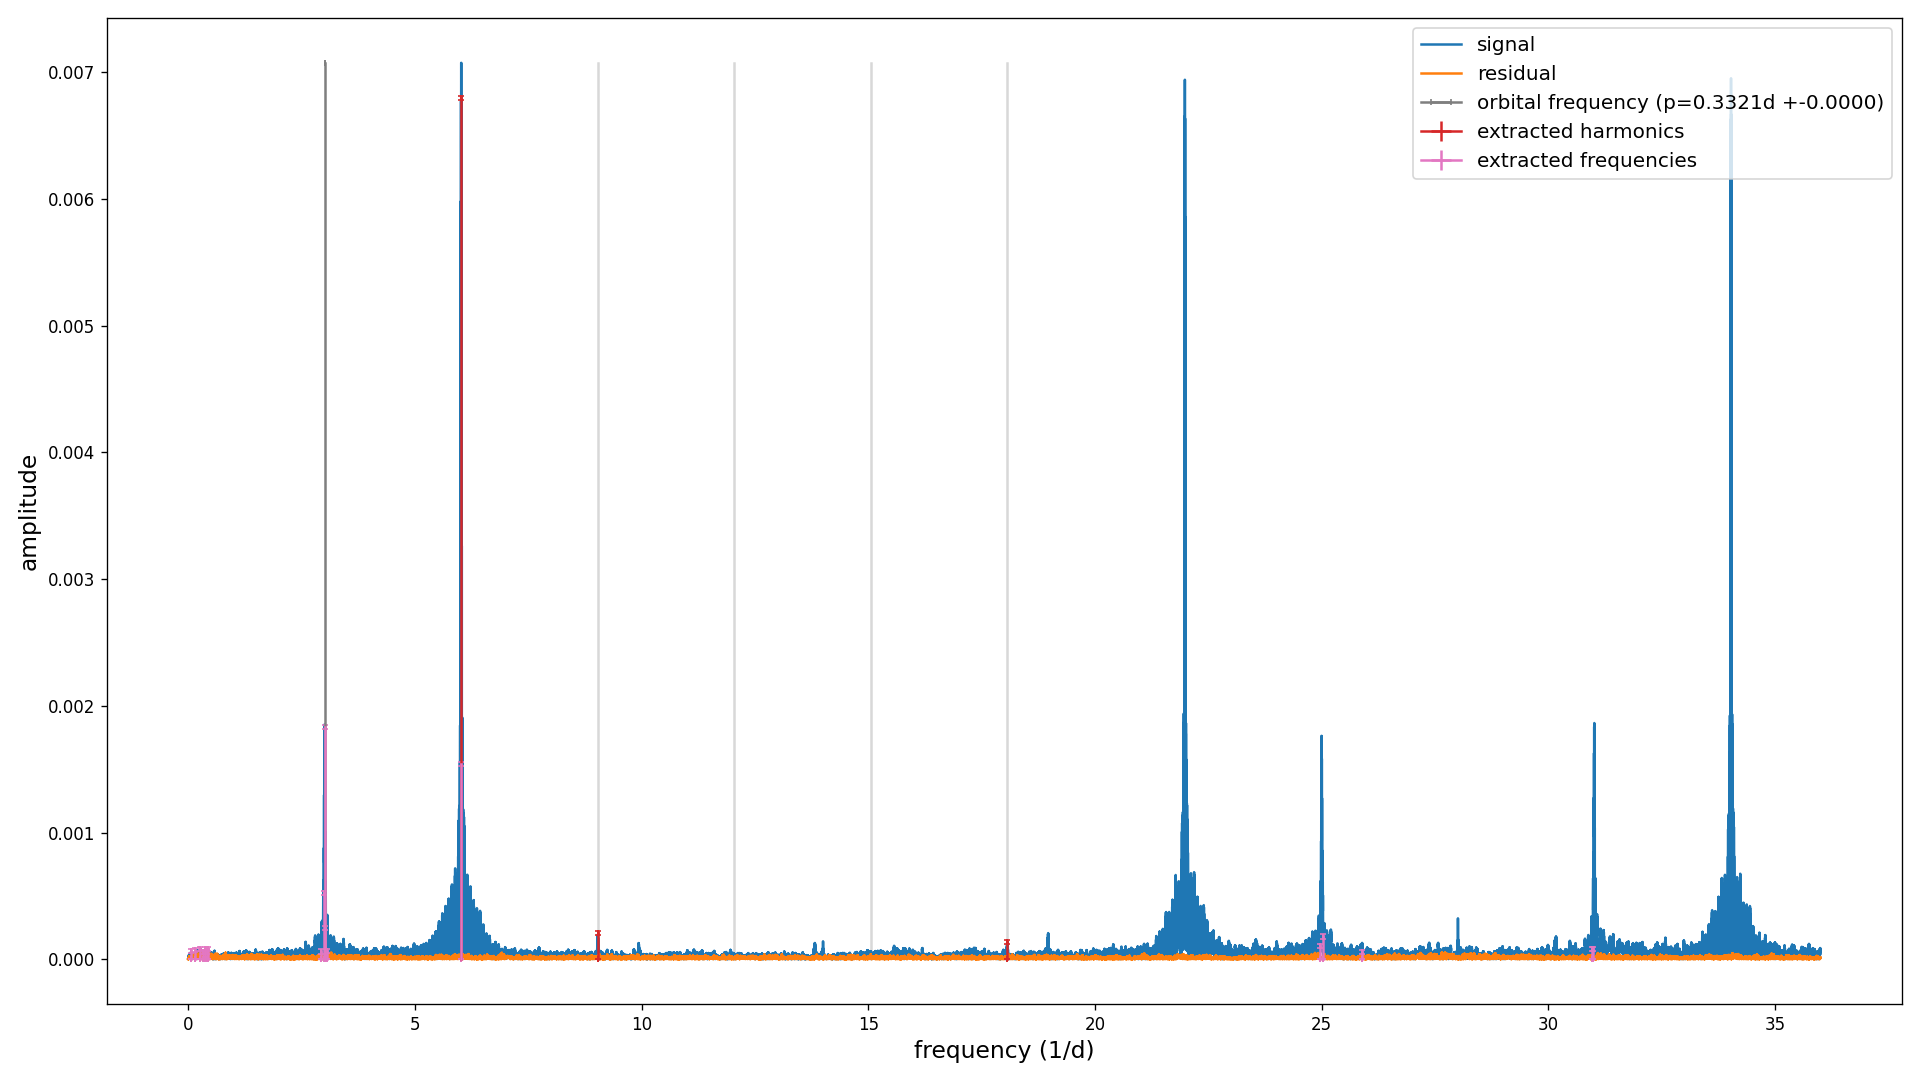 signal
residual
orbital frequency (p=0.3321d +-0.0000)
extracted harmonics
extracted frequencies
0.007
0.006
0.005
0.004
0.003
0.002
0.001
0.000
amplitude
0 5 10 15 20 25 30 35
frequency (1/d)